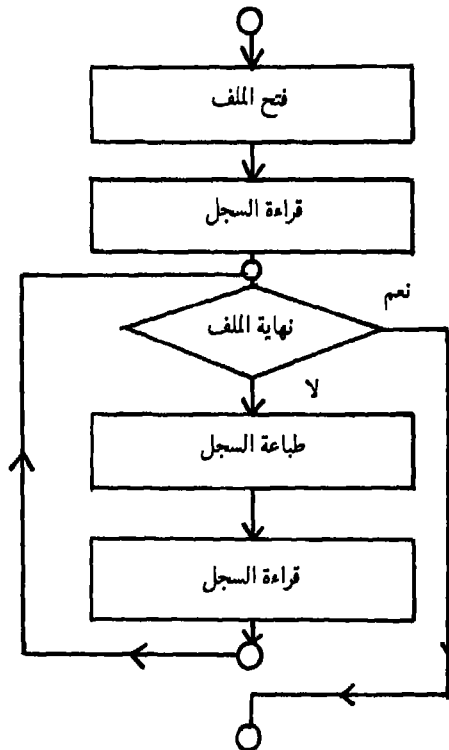 فتح الملف
قراءة السجل
نعم
نهاية الملف
لا
طباعة السجل
قراءة السجل